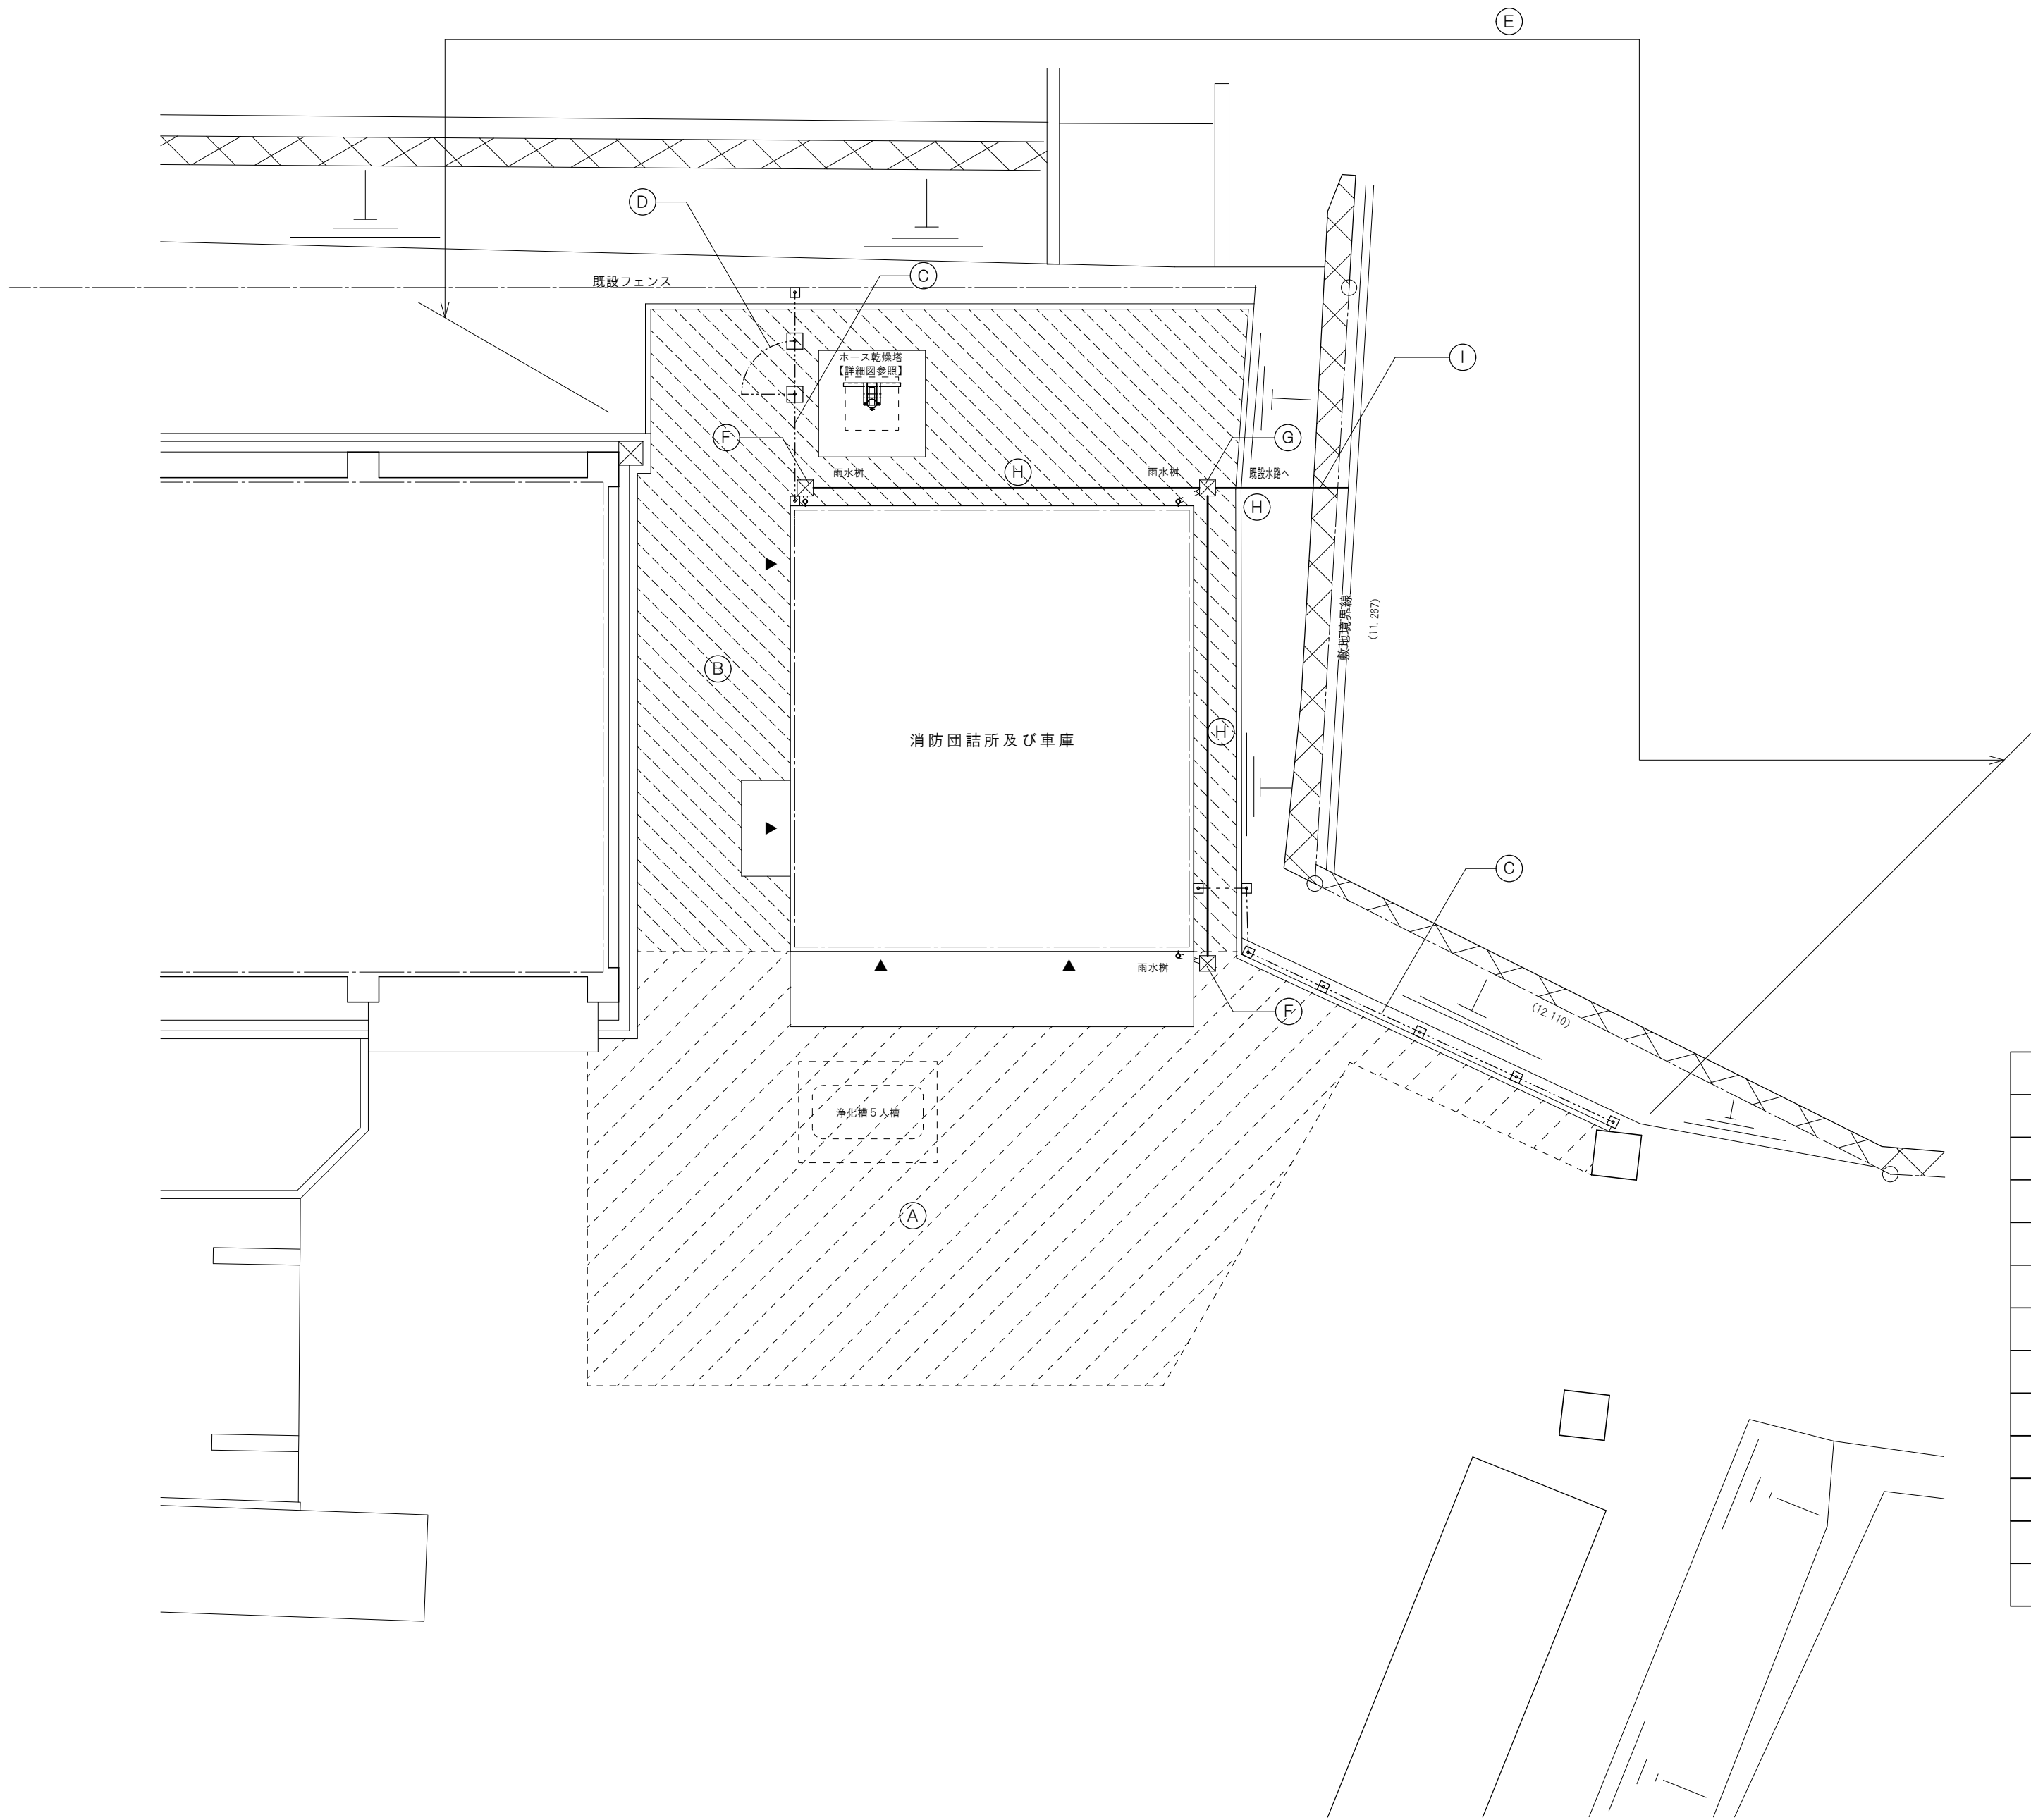 E
D
C
既設フェンス
ホース乾燥塔
【詳細図参照】
I
F
G
雨水桝
H
雨水桝
既設水路へ
H
敷地境界線
(11.267)
B
H
消防団詰所及び車庫
C
雨水桝
F
(12.110)
浄化槽５人槽
A